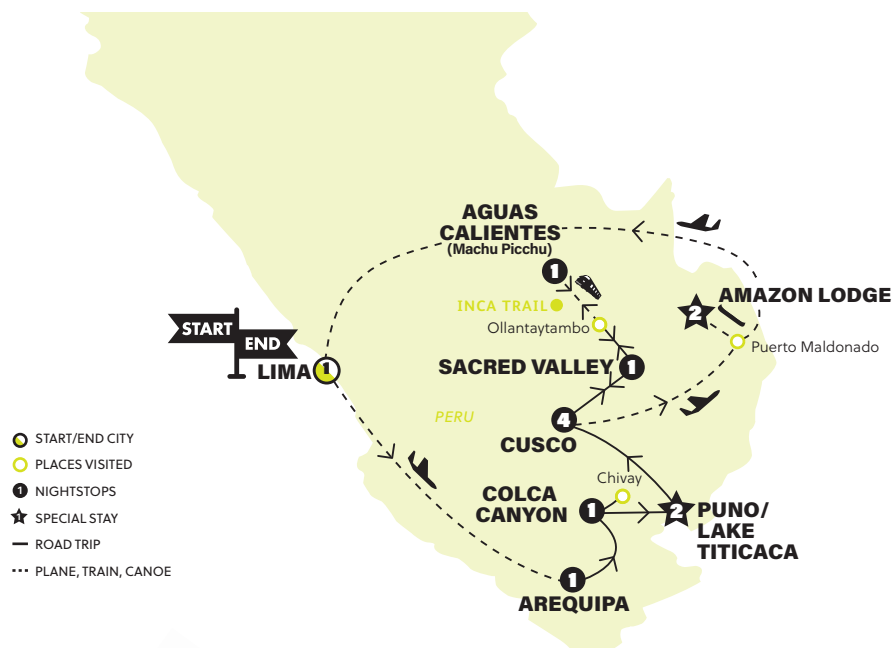 AGUAS
CALIENTES
(Machu Picchu)
1
INCA TRAIL
Ollantaytambo
2
AMAZON LODGE
Puerto Maldonado
START
END
LIMA
1
SACRED VALLEY
1
PERU
4
CUSCO
Chivay
COLCA
CANYON
1
2
PUNO/
LAKE
TITICACA
1
AREQUIPA
START/END CITY
PLACES VISITED
1 NIGHTSTOPS
1 SPECIAL STAY
ROAD TRIP
PLANE, TRAIN, CANOE